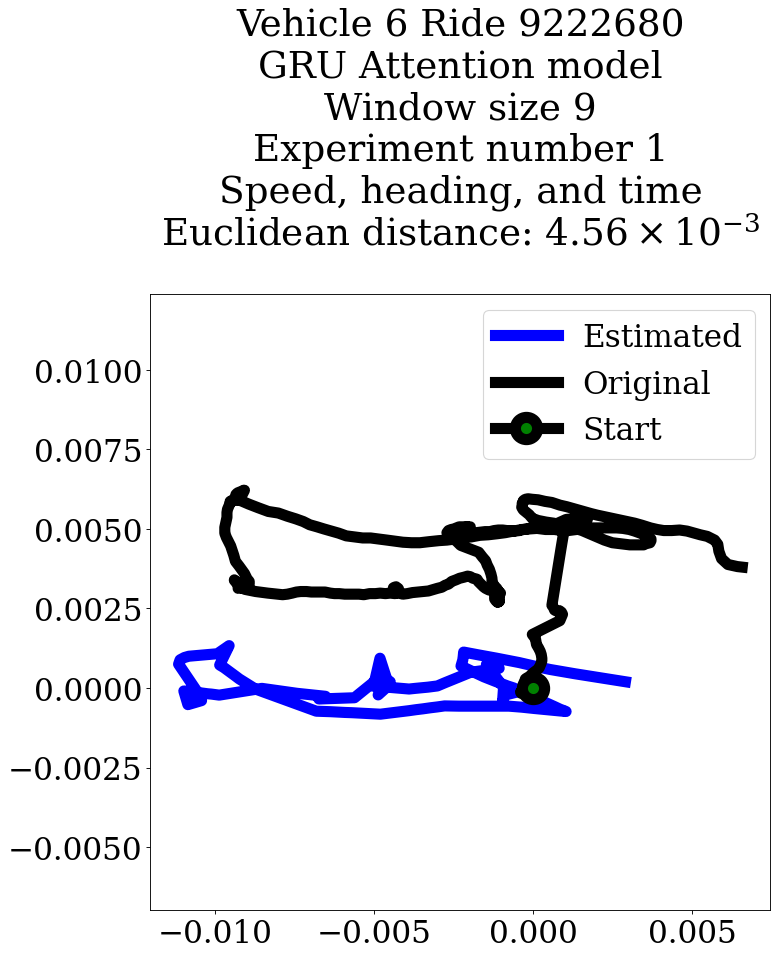 Vehicle 6 Ride 9222680
GRU Attention model
Window size 9
Experiment number 1
Speed, heading, and time
Euclidean distance: 4.56 × 10⁻³
Estimated
Original
Start
0.0100
0.0075
0.0050
0.0025
0.0000
−0.0025
−0.0050
−0.010 −0.005 0.000 0.005